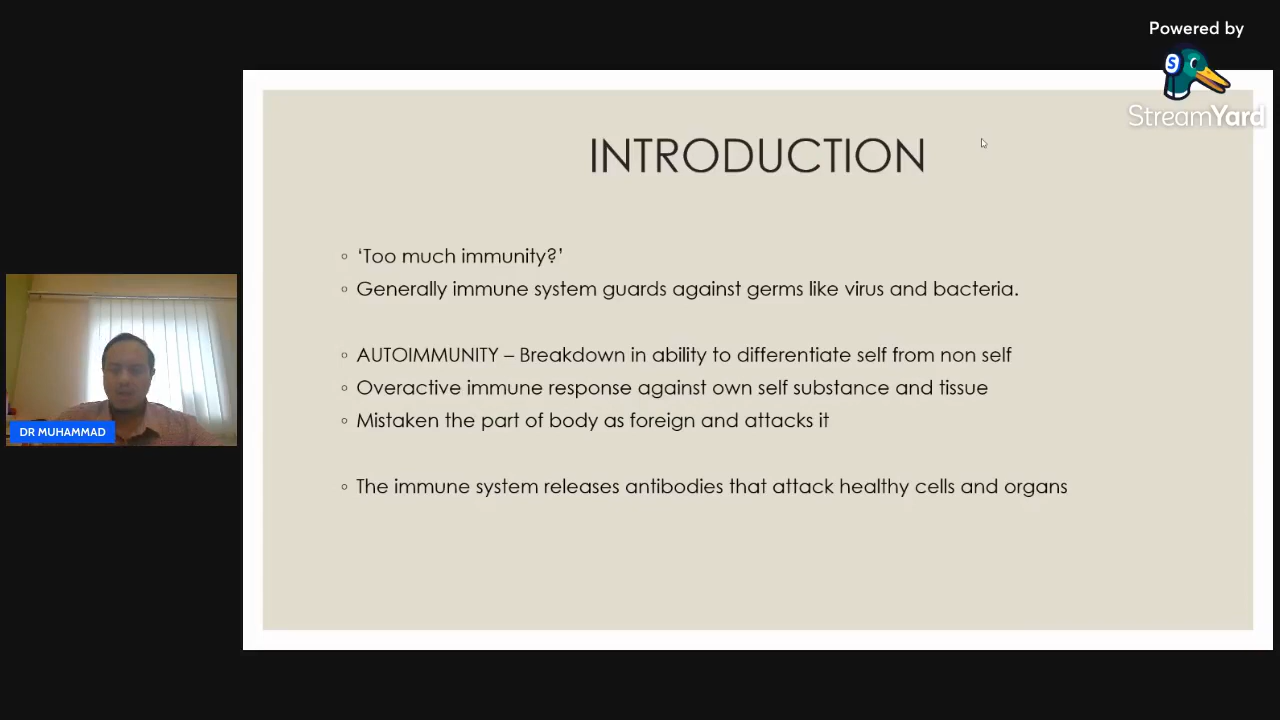 Powered by
StreamYard
INTRODUCTION
‘Too much immunity?’
Generally immune system guards against germs like virus and bacteria.
AUTOIMMUNITY – Breakdown in ability to differentiate self from non self
Overactive immune response against own self substance and tissue
Mistaken the part of body as foreign and attacks it
The immune system releases antibodies that attack healthy cells and organs
DR MUHAMMAD